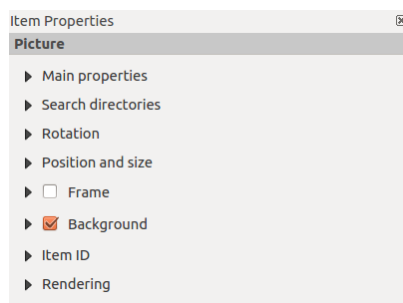 Item Properties
Picture
Main properties
Search directories
Rotation
Position and size
Frame
Background
Item ID
Rendering